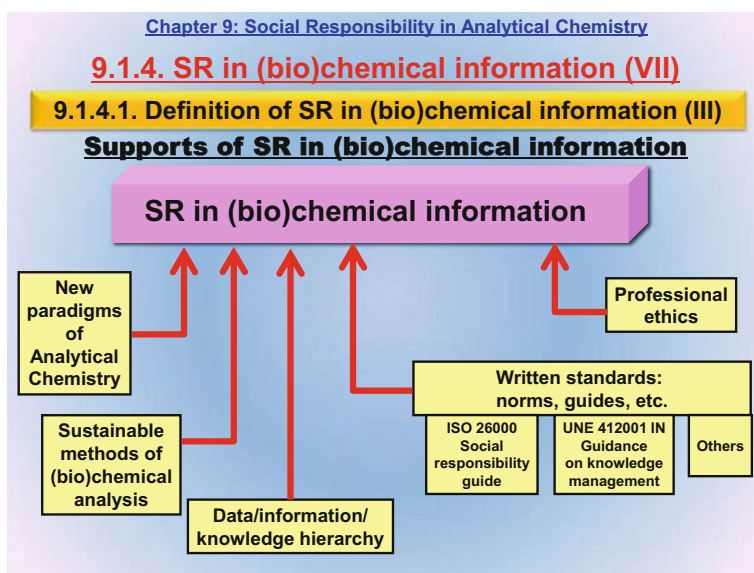 Chapter 9: Social Responsibility in Analytical Chemistry
9.1.4. SR in (bio)chemical information (VII)
9.1.4.1. Definition of SR in (bio)chemical information (III)
Supports of SR in (bio)chemical information
SR in (bio)chemical information
New
paradigms
of
Analytical
Chemistry
Professional
ethics
Written standards:
norms, guides, etc.
ISO 26000
Social
responsibility
guide
UNE 412001 IN
Guidance
on knowledge
management
Others
Sustainable
methods of
(bio)chemical
analysis
Data/information/
knowledge hierarchy